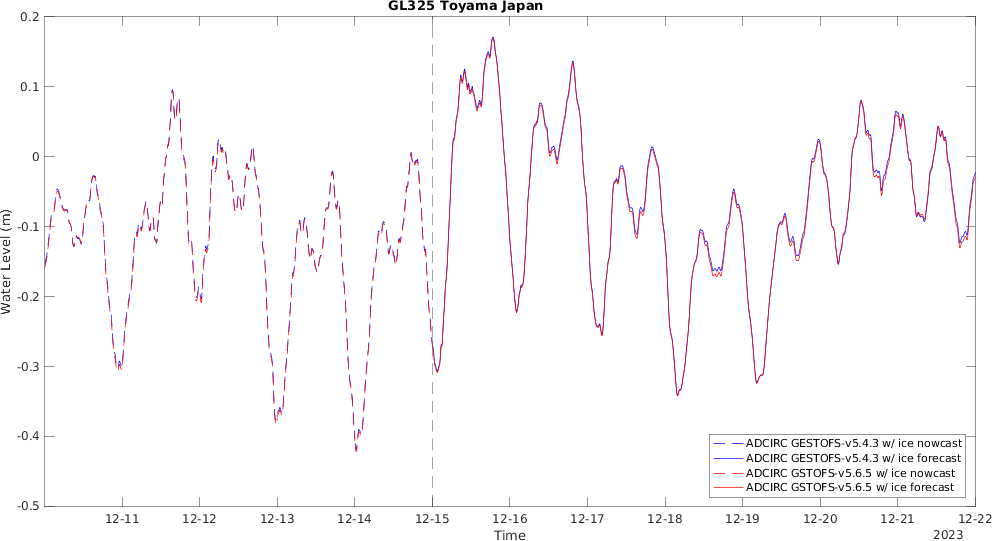 GL325 Toyama Japan
0.2
0.1
0
-0.1
-0.2
-0.3
-0.4
-0.5
Water Level (m)
12-11 12-12 12-13 12-14 12-15 12-16 12-17 12-18 12-19 12-20 12-21 12-22
Time
2023
ADCIRC GESTOFS-v5.4.3 w/ ice nowcast
ADCIRC GESTOFS-v5.4.3 w/ ice forecast
ADCIRC GSTOFS-v5.6.5 w/ ice nowcast
ADCIRC GSTOFS-v5.6.5 w/ ice forecast